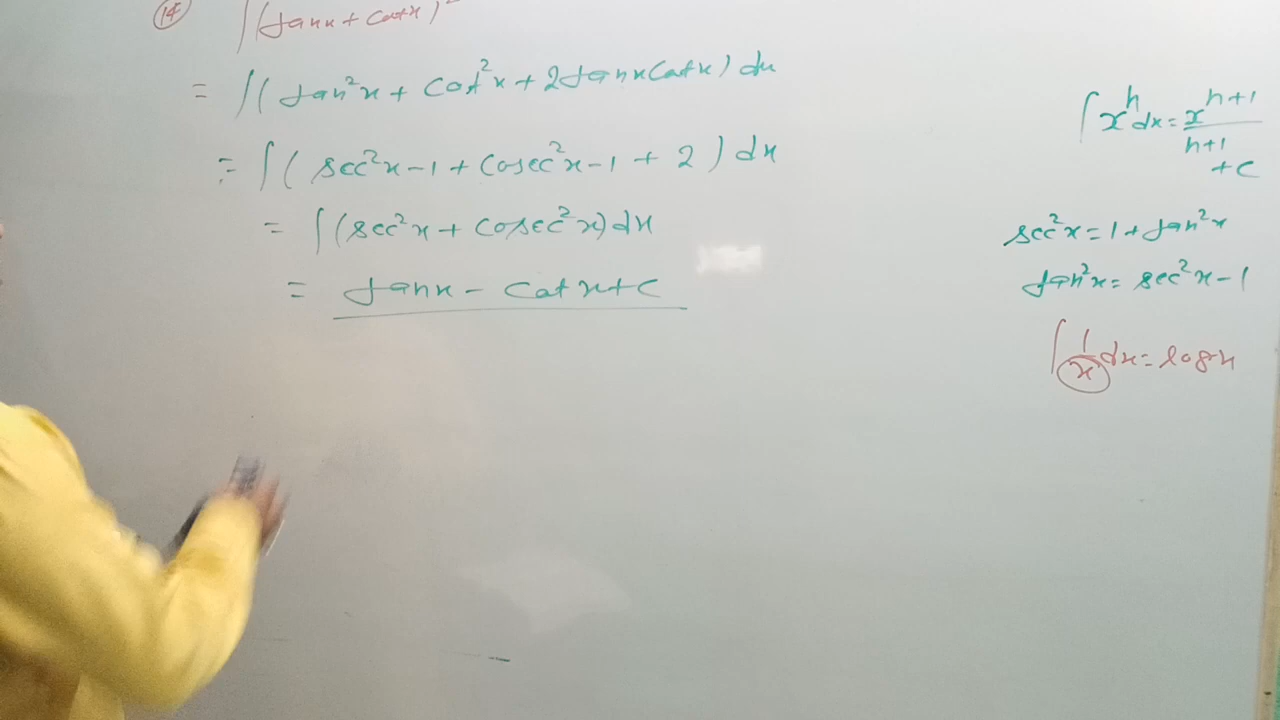 14 ∫(tanx + cotx)²
= ∫(tan²x + cot²x + 2tanx cotx) dx
= ∫(sec²x - 1 + cosec²x - 1 + 2) dx
= ∫(sec²x + cosec²x) dx
= tanx - cotx + c
∫xⁿdx = xⁿ⁺¹/n+1
+ c
sec²x = 1 + tan²x
tan²x = sec²x - 1
∫1/x dx = logx